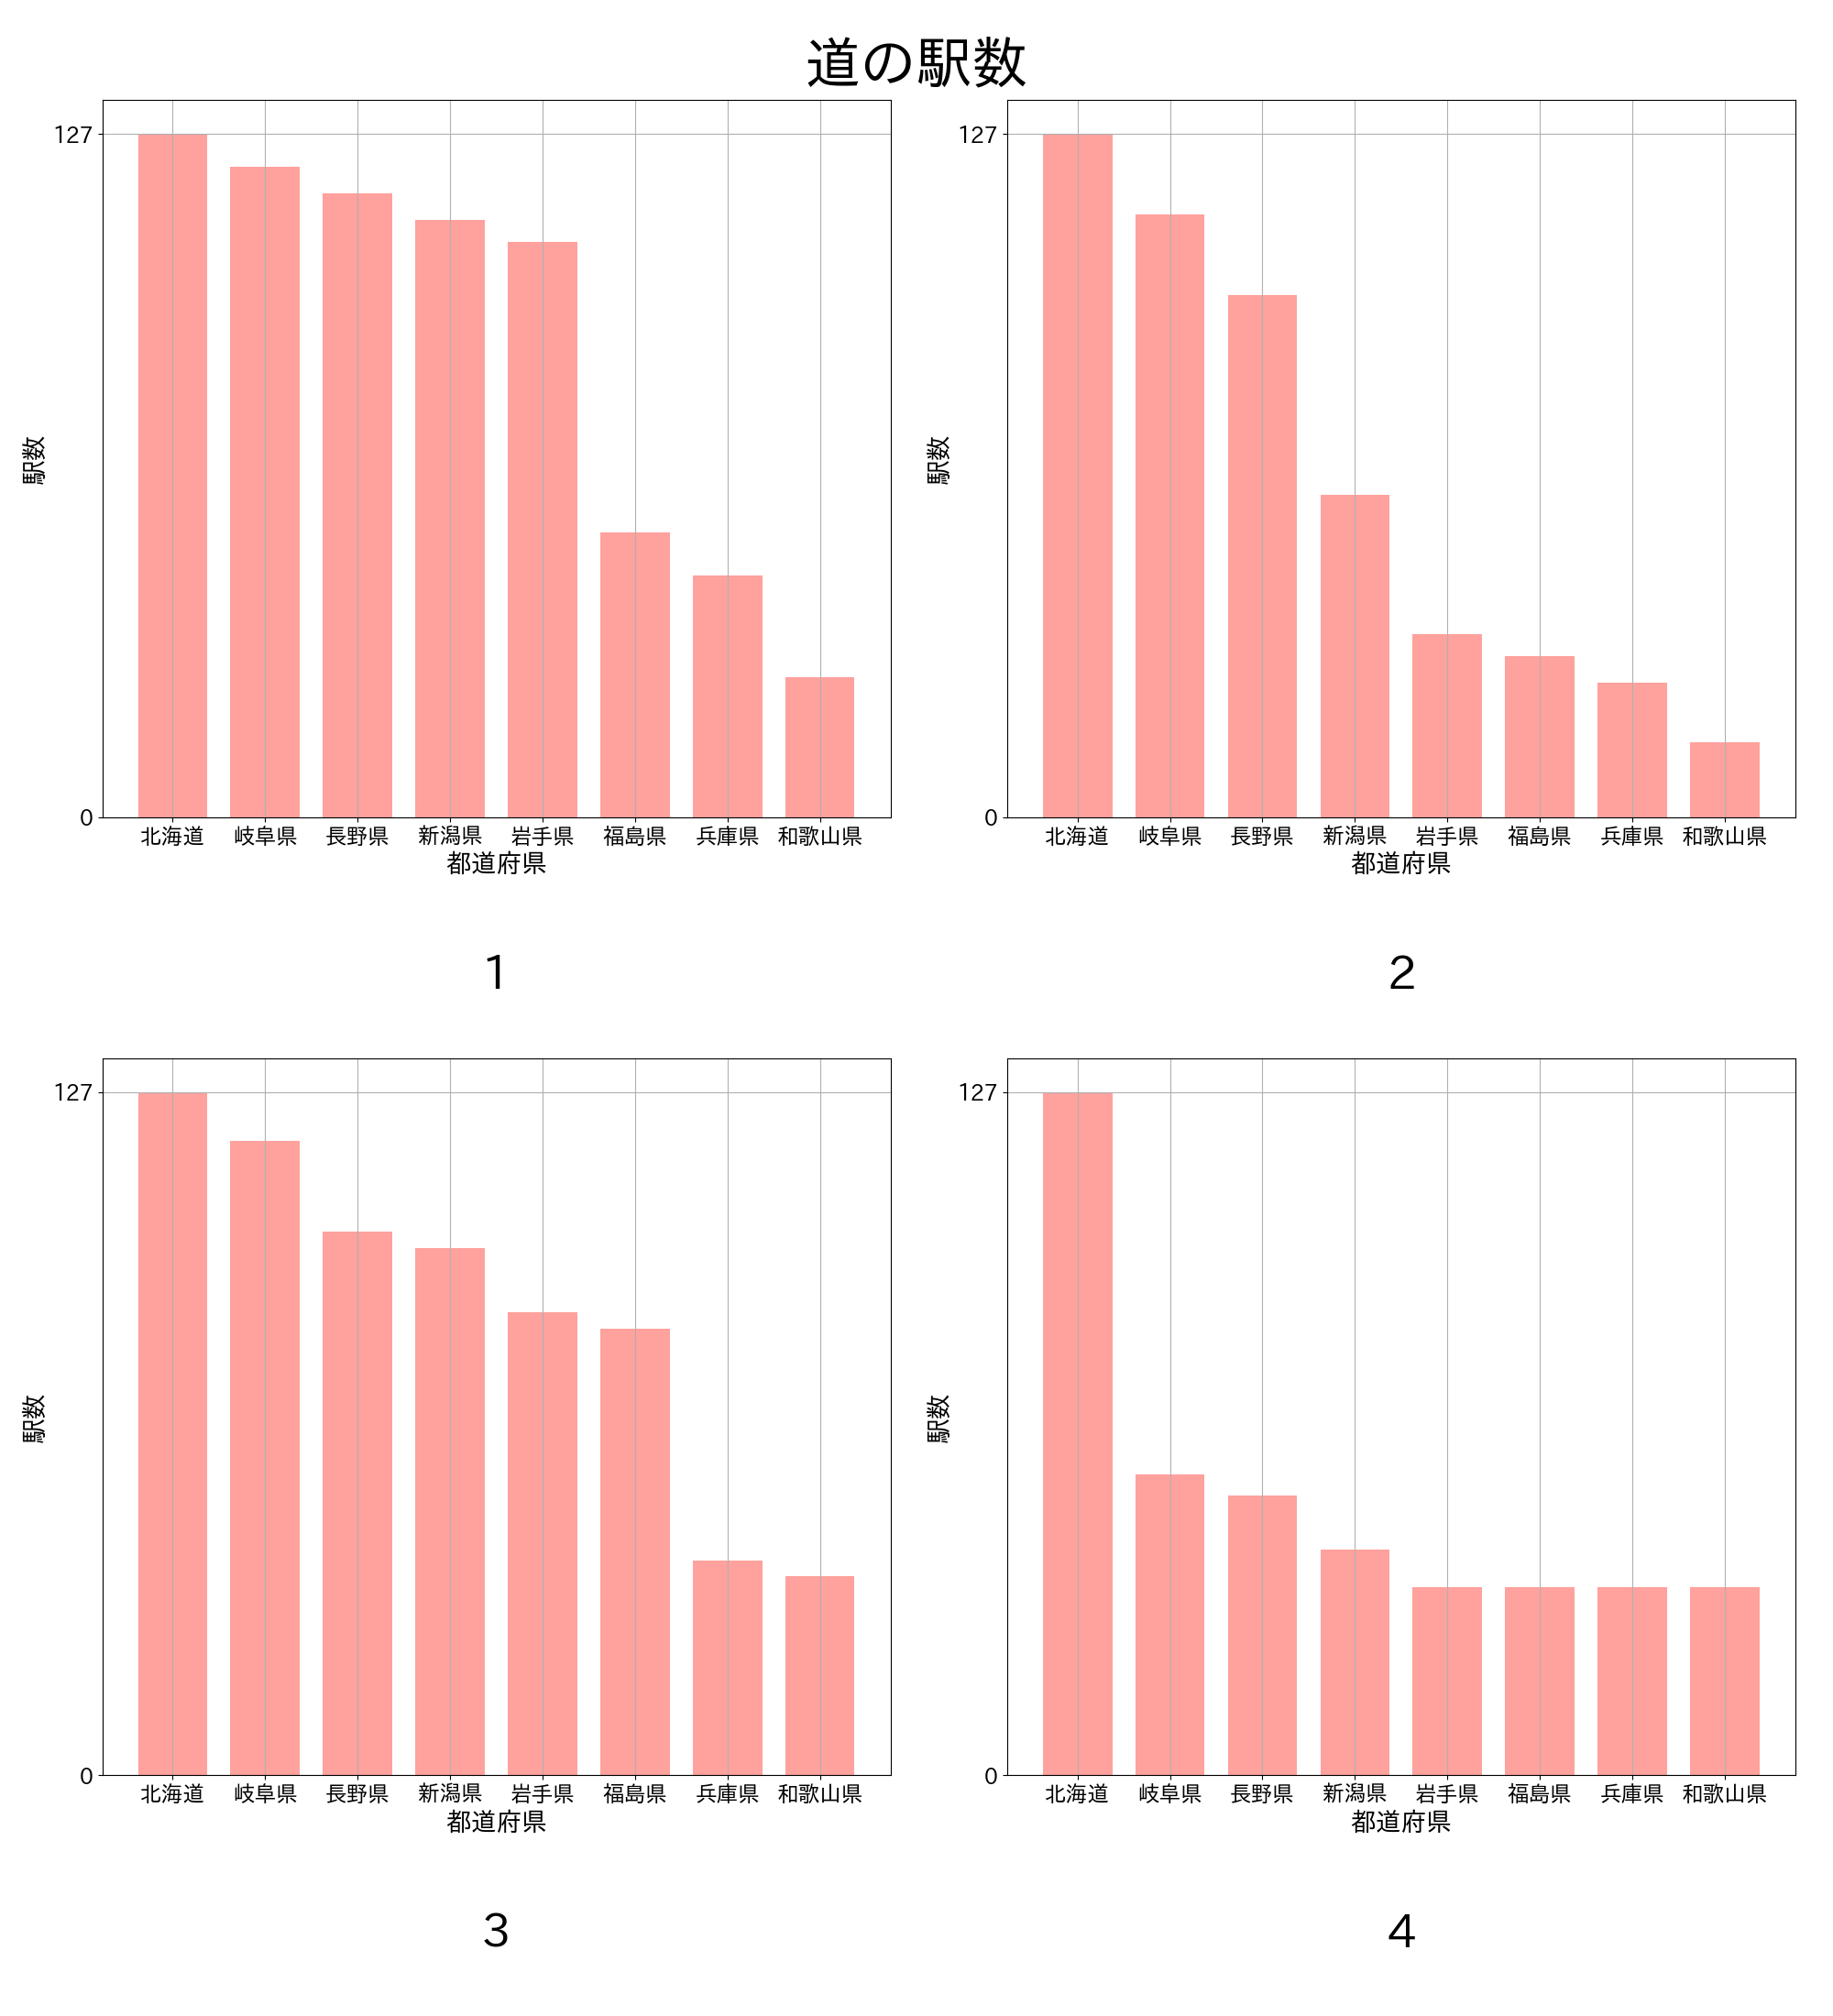 道の駅数
127
0
駅数
北海道 岐阜県 長野県 新潟県 岩手県 福島県 兵庫県 和歌山県
都道府県
1
127
0
駅数
北海道 岐阜県 長野県 新潟県 岩手県 福島県 兵庫県 和歌山県
都道府県
2
127
0
駅数
北海道 岐阜県 長野県 新潟県 岩手県 福島県 兵庫県 和歌山県
都道府県
3
127
0
駅数
北海道 岐阜県 長野県 新潟県 岩手県 福島県 兵庫県 和歌山県
都道府県
4